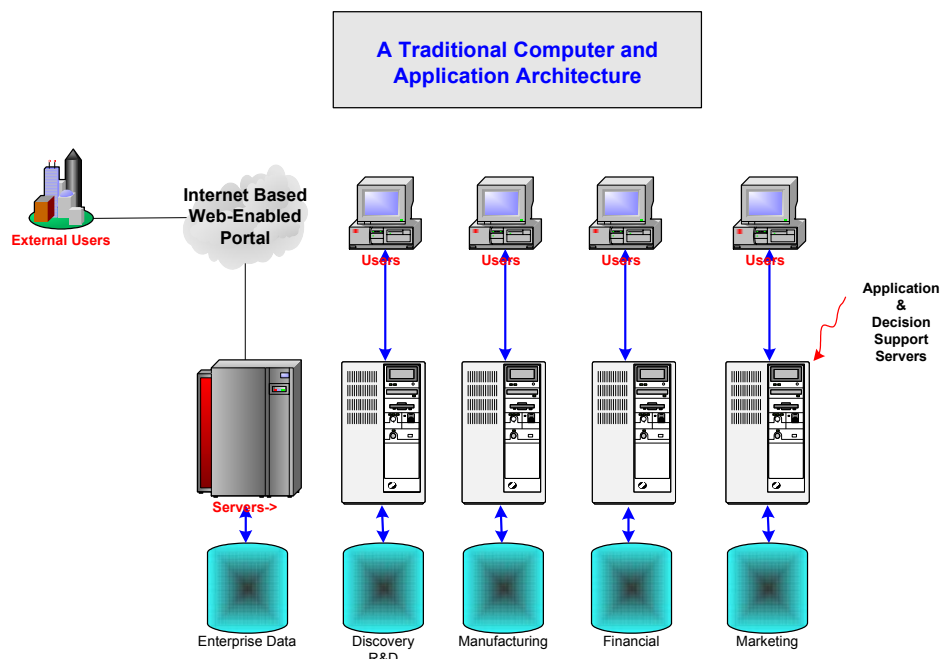 A Traditional Computer and
Application Architecture
Internet Based
Web-Enabled
Portal
External Users
Users
Users
Users
Users
Application
&
Decision
Support
Servers
Servers->
Enterprise Data
Discovery
R&D
Manufacturing
Financial
Marketing